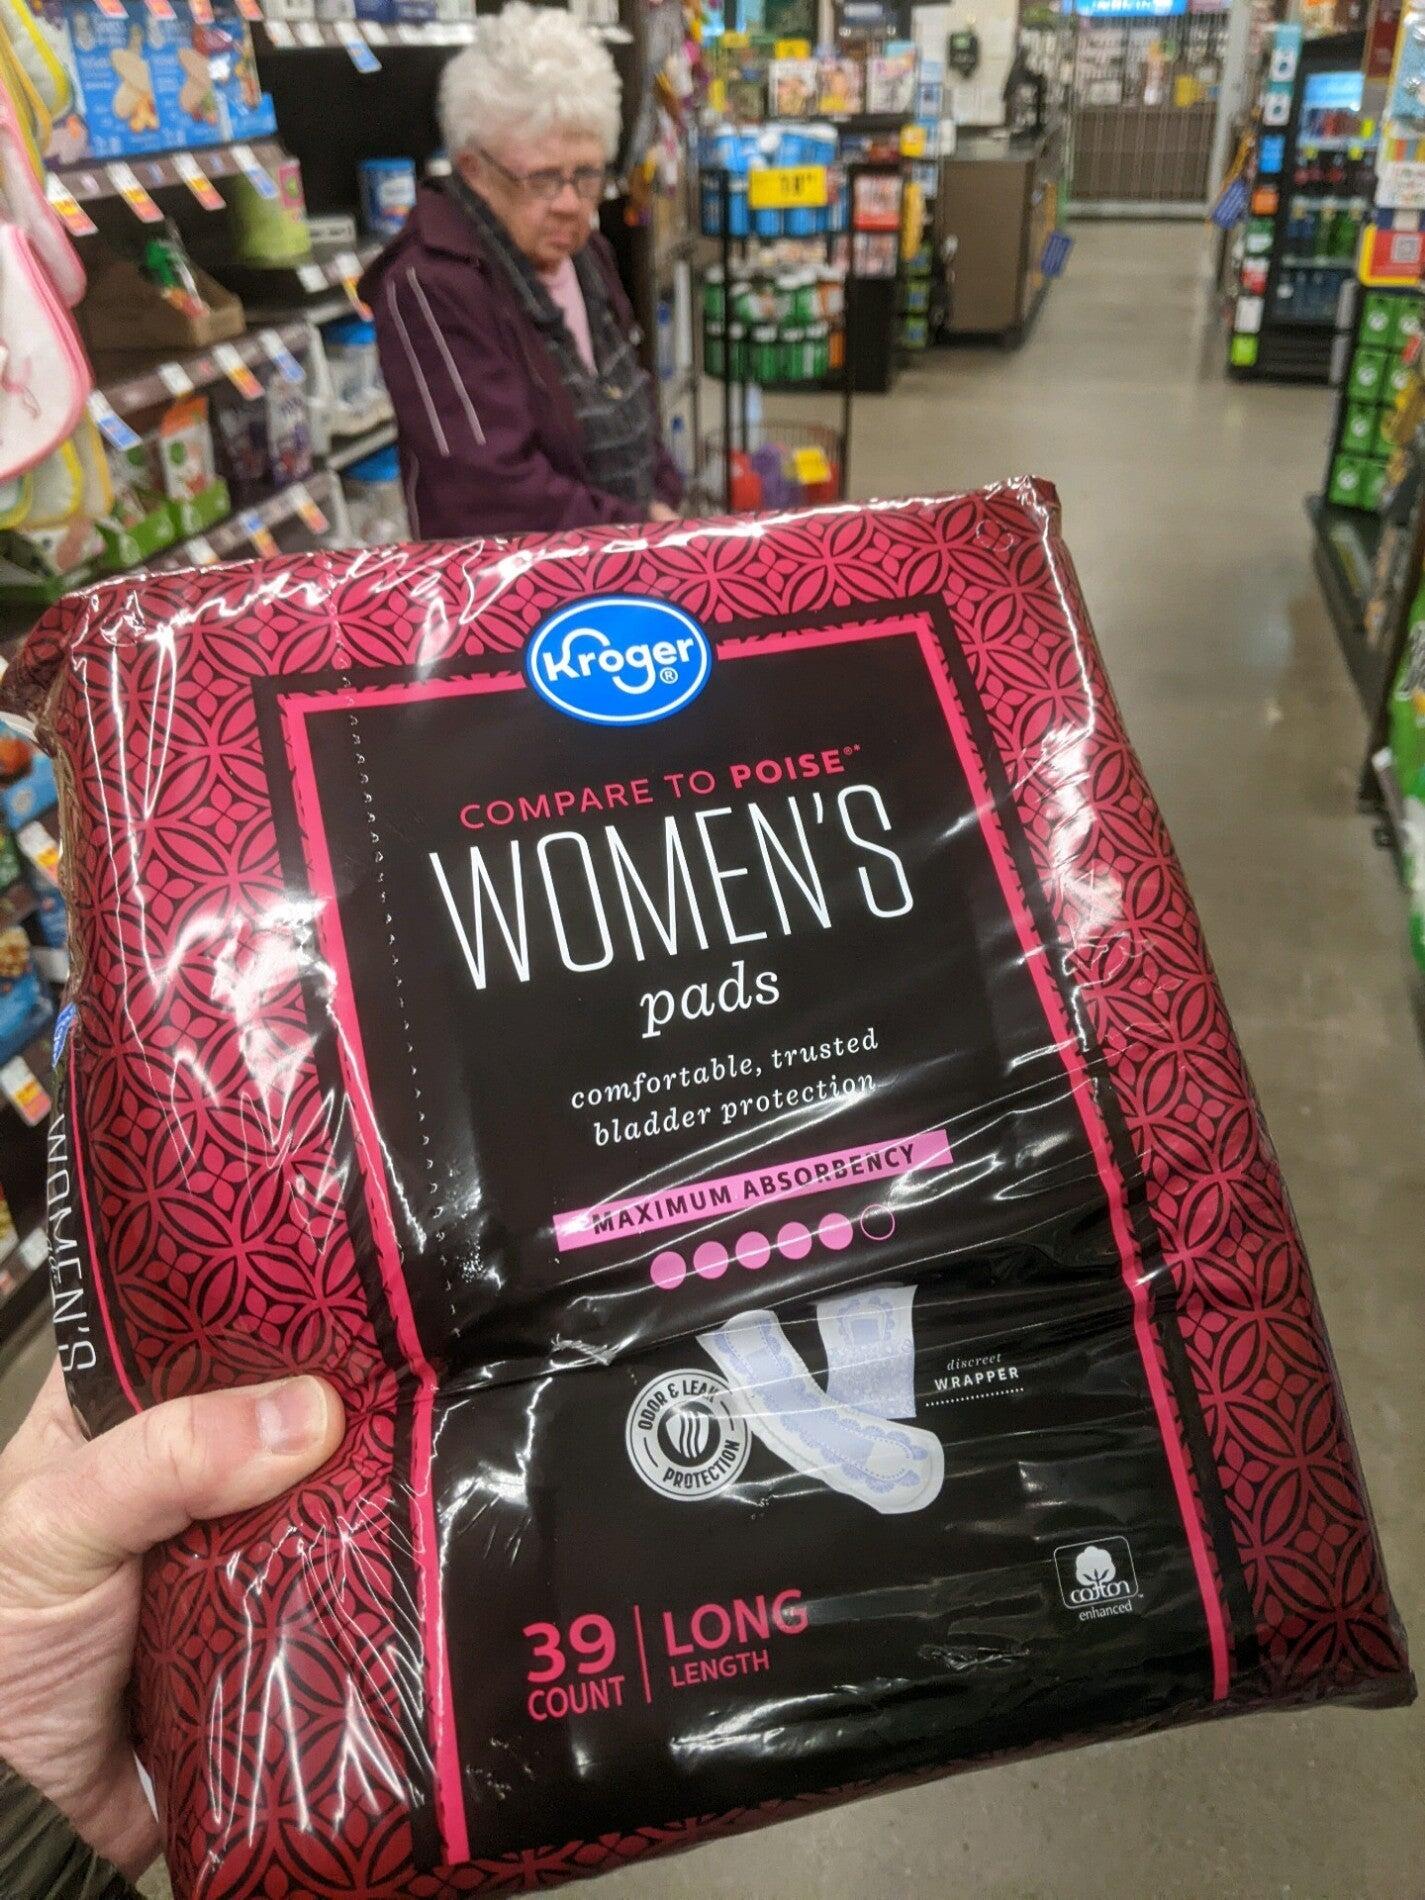 Kroger®
COMPARE TO POISE®*
WOMEN'S
pads
comfortable, trusted
bladder protection
MAXIMUM ABSORBENCY
ODOR & LEAK
PROTECTION
discreet
WRAPPER
39
COUNT
LONG
LENGTH
cotton
enhanced
WOMEN'S